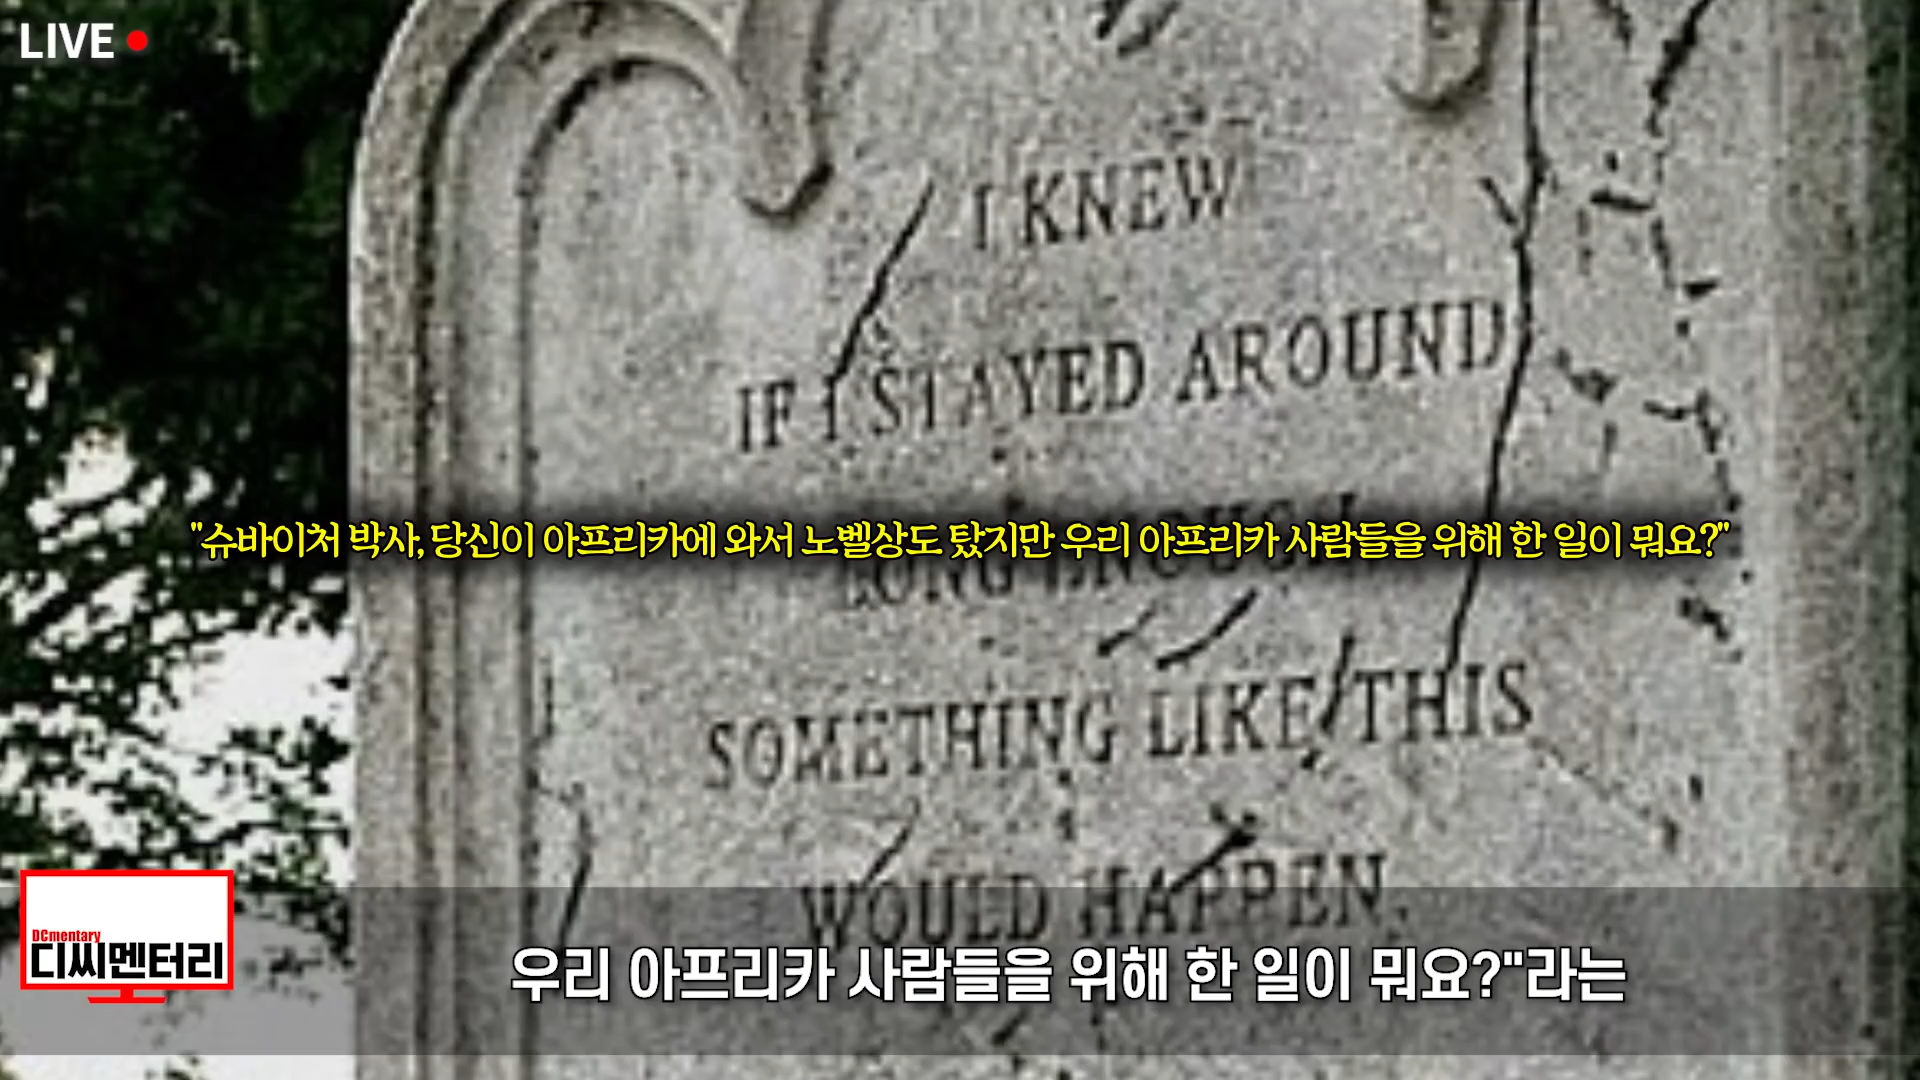 LIVE
I KNEW
IF I STAYED AROUND
"슈바이처 박사, 당신이 아프리카에 와서 노벨상도 탔지만 우리 아프리카 사람들을 위해 한 일이 뭐요?"
LONG ENOUGH
SOMETHING LIKE THIS
WOULD HAPPEN.
DCmentary
디씨멘터리
우리 아프리카 사람들을 위해 한 일이 뭐요?"라는